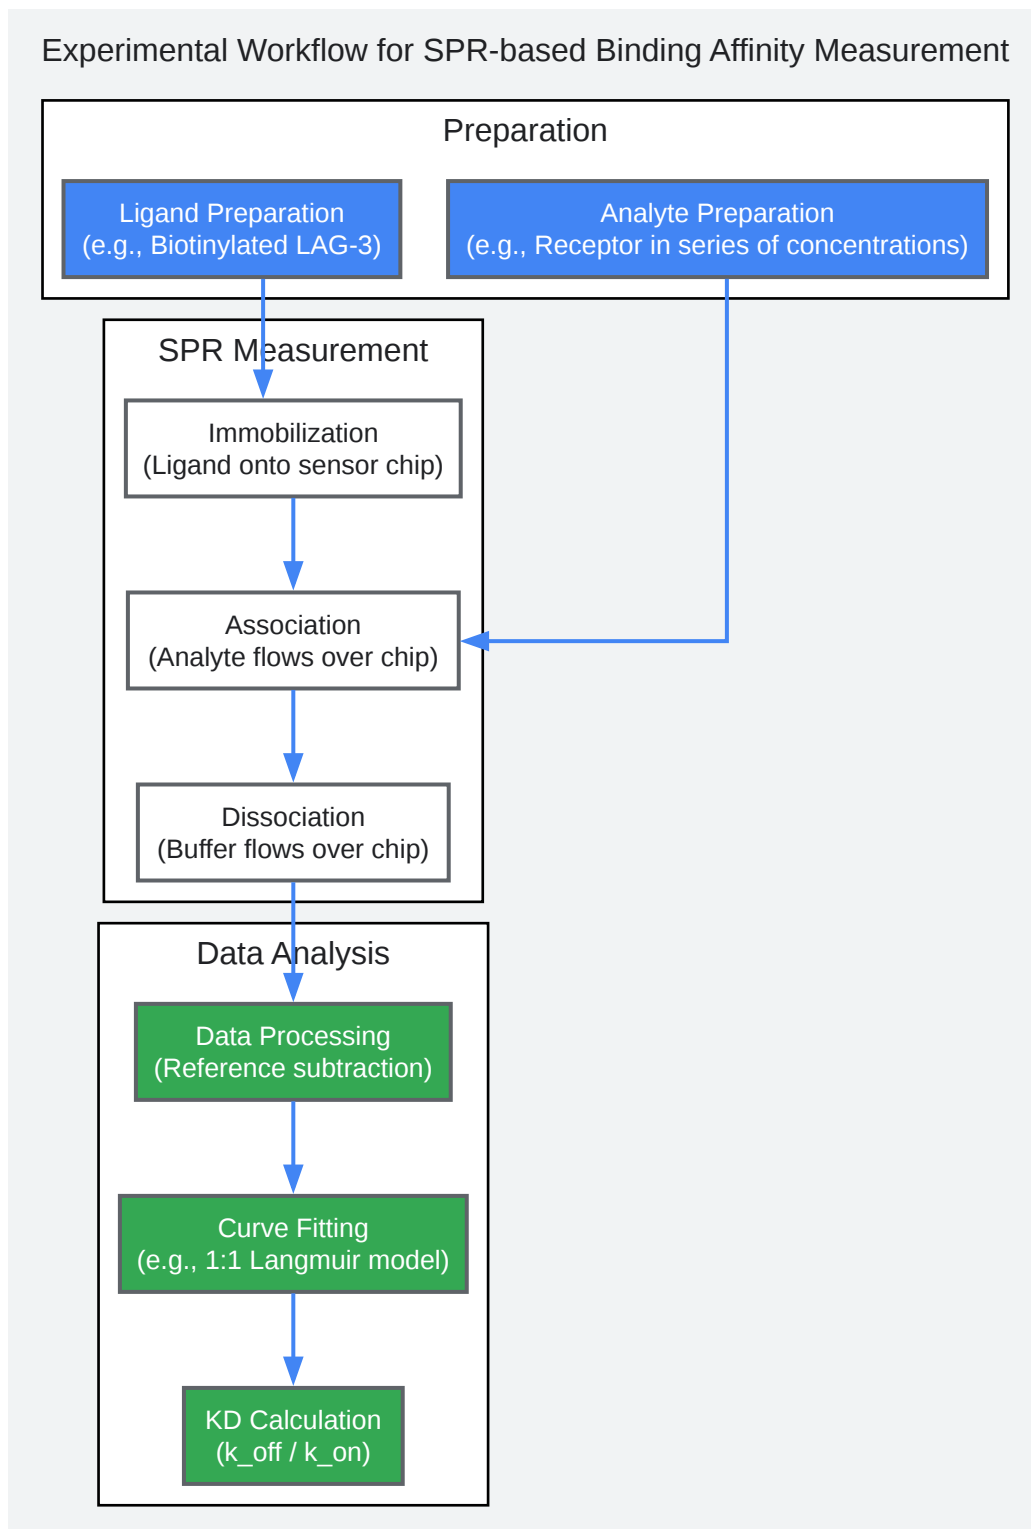 Experimental Workflow for SPR-based Binding Affinity Measurement
Preparation
Ligand Preparation
(e.g., Biotinylated LAG-3)
Analyte Preparation
(e.g., Receptor in series of concentrations)
SPR Measurement
Immobilization
(Ligand onto sensor chip)
Association
(Analyte flows over chip)
Dissociation
(Buffer flows over chip)
Data Analysis
Data Processing
(Reference subtraction)
Curve Fitting
(e.g., 1:1 Langmuir model)
KD Calculation
(k_off / k_on)